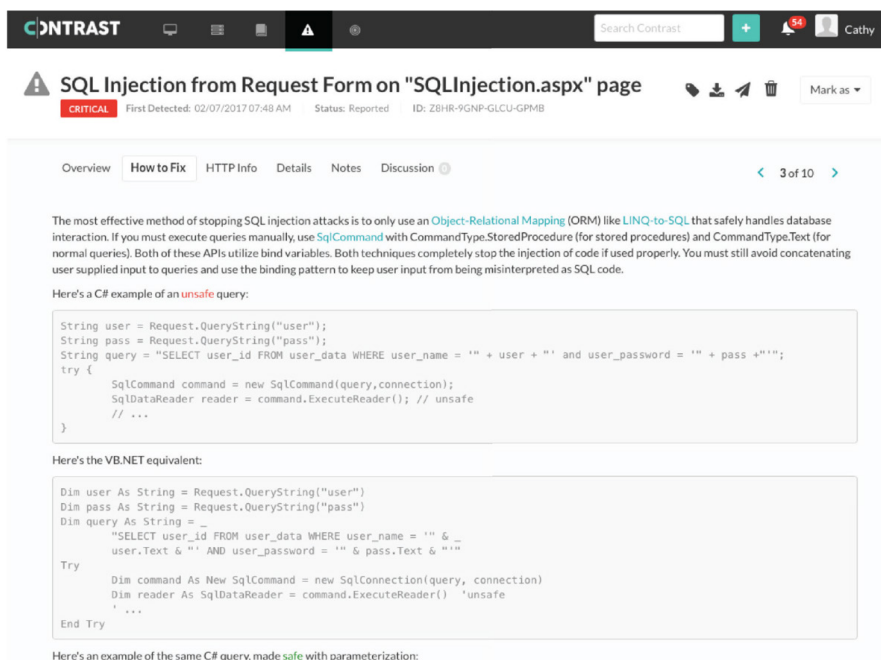 CONTRAST
Search Contrast
+
54
Cathy
SQL Injection from Request Form on "SQLInjection.aspx" page
Mark as
CRITICAL First Detected: 02/07/2017 07:48 AM Status: Reported ID: Z8HR-9GNP-GLCU-GPMB
Overview How to Fix HTTP Info Details Notes Discussion 0
< 3 of 10 >
The most effective method of stopping SQL injection attacks is to only use an Object-Relational Mapping (ORM) like LINQ-to-SQL that safely handles database
interaction. If you must execute queries manually, use SqlCommand with CommandType.StoredProcedure (for stored procedures) and CommandType.Text (for
normal queries). Both of these APIs utilize bind variables. Both techniques completely stop the injection of code if used properly. You must still avoid concatenating
user supplied input to queries and use the binding pattern to keep user input from being misinterpreted as SQL code.
Here's a C# example of an unsafe query:
String user = Request.QueryString("user");
String pass = Request.QueryString("pass");
String query = "SELECT user_id FROM user_data WHERE user_name = '" + user + "' and user_password = '" + pass +"'";
try {
SqlCommand command = new SqlCommand(query,connection);
SqlDataReader reader = command.ExecuteReader(); // unsafe
// ...
}
Here's the VB.NET equivalent:
Dim user As String = Request.QueryString("user")
Dim pass As String = Request.QueryString("pass")
Dim query As String = _
"SELECT user_id FROM user_data WHERE user_name = '" & _
user.Text & "' AND user_password = '" & pass.Text & "'"
Try
Dim command As New SqlCommand = new SqlConnection(query, connection)
Dim reader As SqlDataReader = command.ExecuteReader() 'unsafe
' ...
End Try
Here's an example of the same C# query, made safe with parameterization: